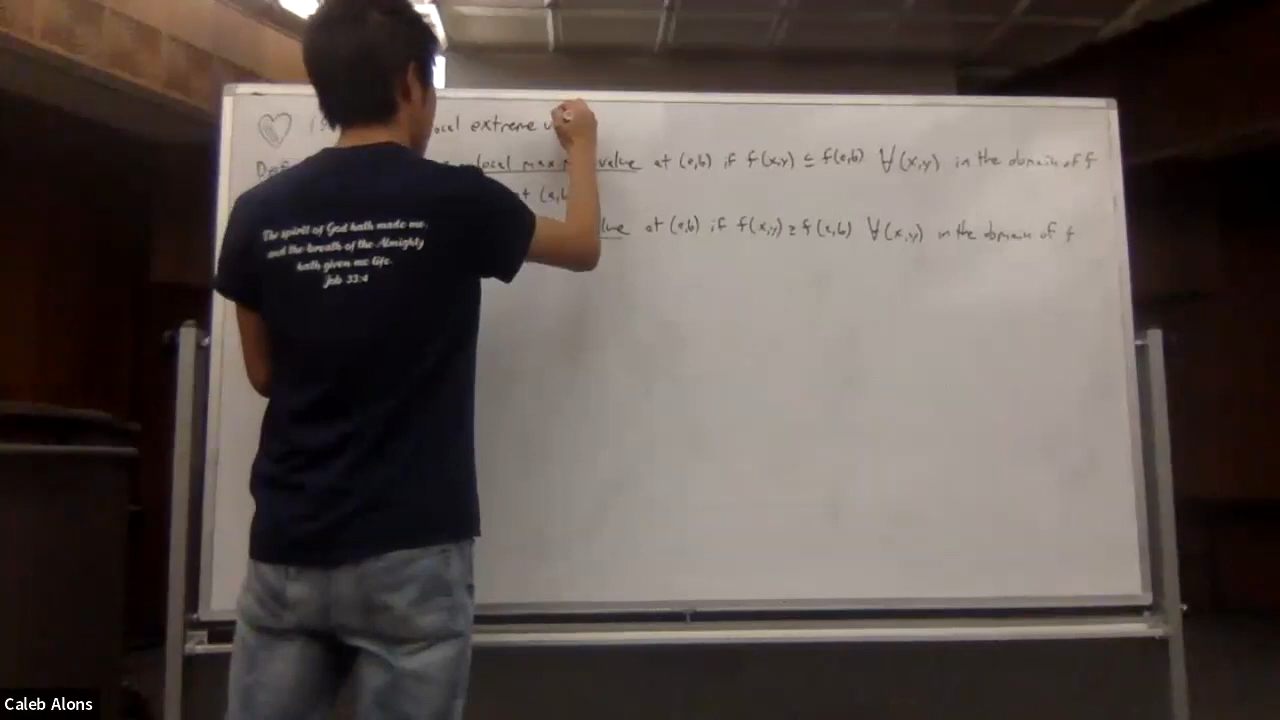 local extreme
Def local max value at (a,b) if f(x,y) ≤ f(a,b) ∀(x,y) in the domain of f
at (a,b
at (a,b) if f(x,y) ≥ f(a,b) ∀(x,y) in the domain of f
The spirit of God hath made me,
and the breath of the Almighty
hath given me life.
Job 33:4
Caleb Alons